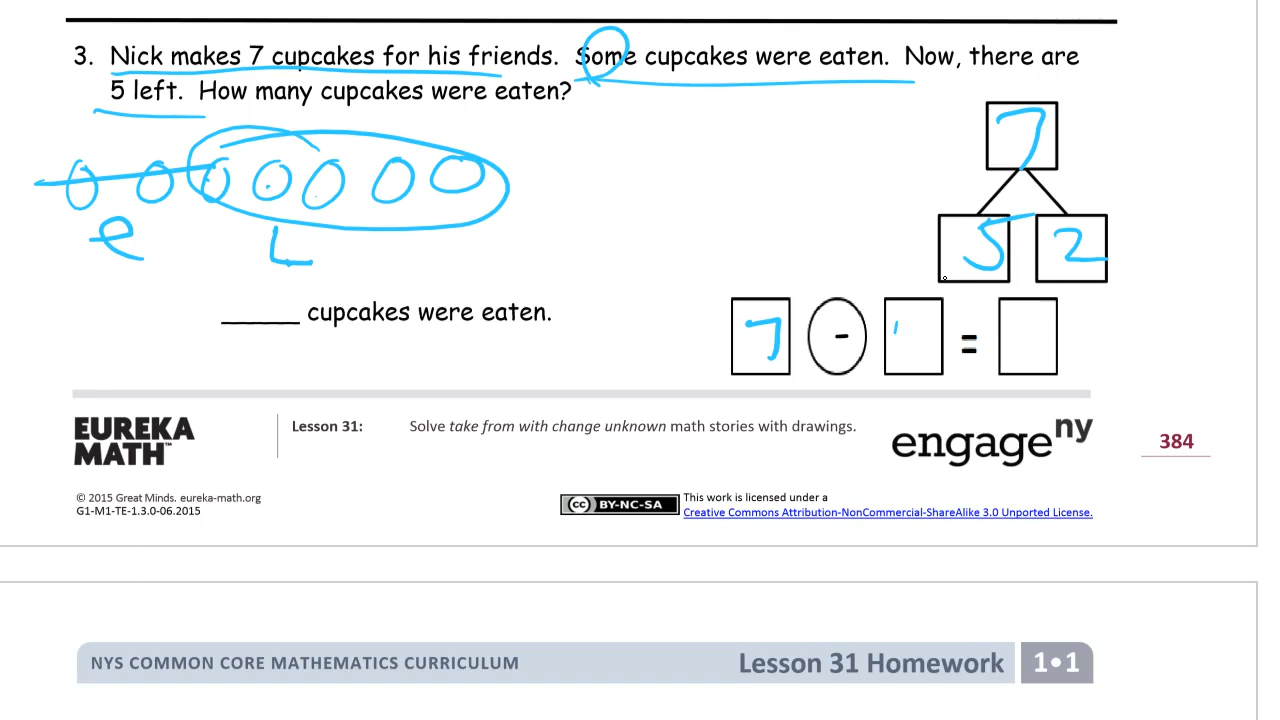 3. Nick makes 7 cupcakes for his friends. Some cupcakes were eaten. Now, there are
5 left. How many cupcakes were eaten?
7
5 2
e L
_____ cupcakes were eaten.
7 - =
EUREKA MATH™
Lesson 31: Solve take from with change unknown math stories with drawings.
engage ny
384
© 2015 Great Minds. eureka-math.org
G1-M1-TE-1.3.0-06.2015
cc BY-NC-SA
This work is licensed under a
Creative Commons Attribution-NonCommercial-ShareAlike 3.0 Unported License.
NYS COMMON CORE MATHEMATICS CURRICULUM Lesson 31 Homework 1•1